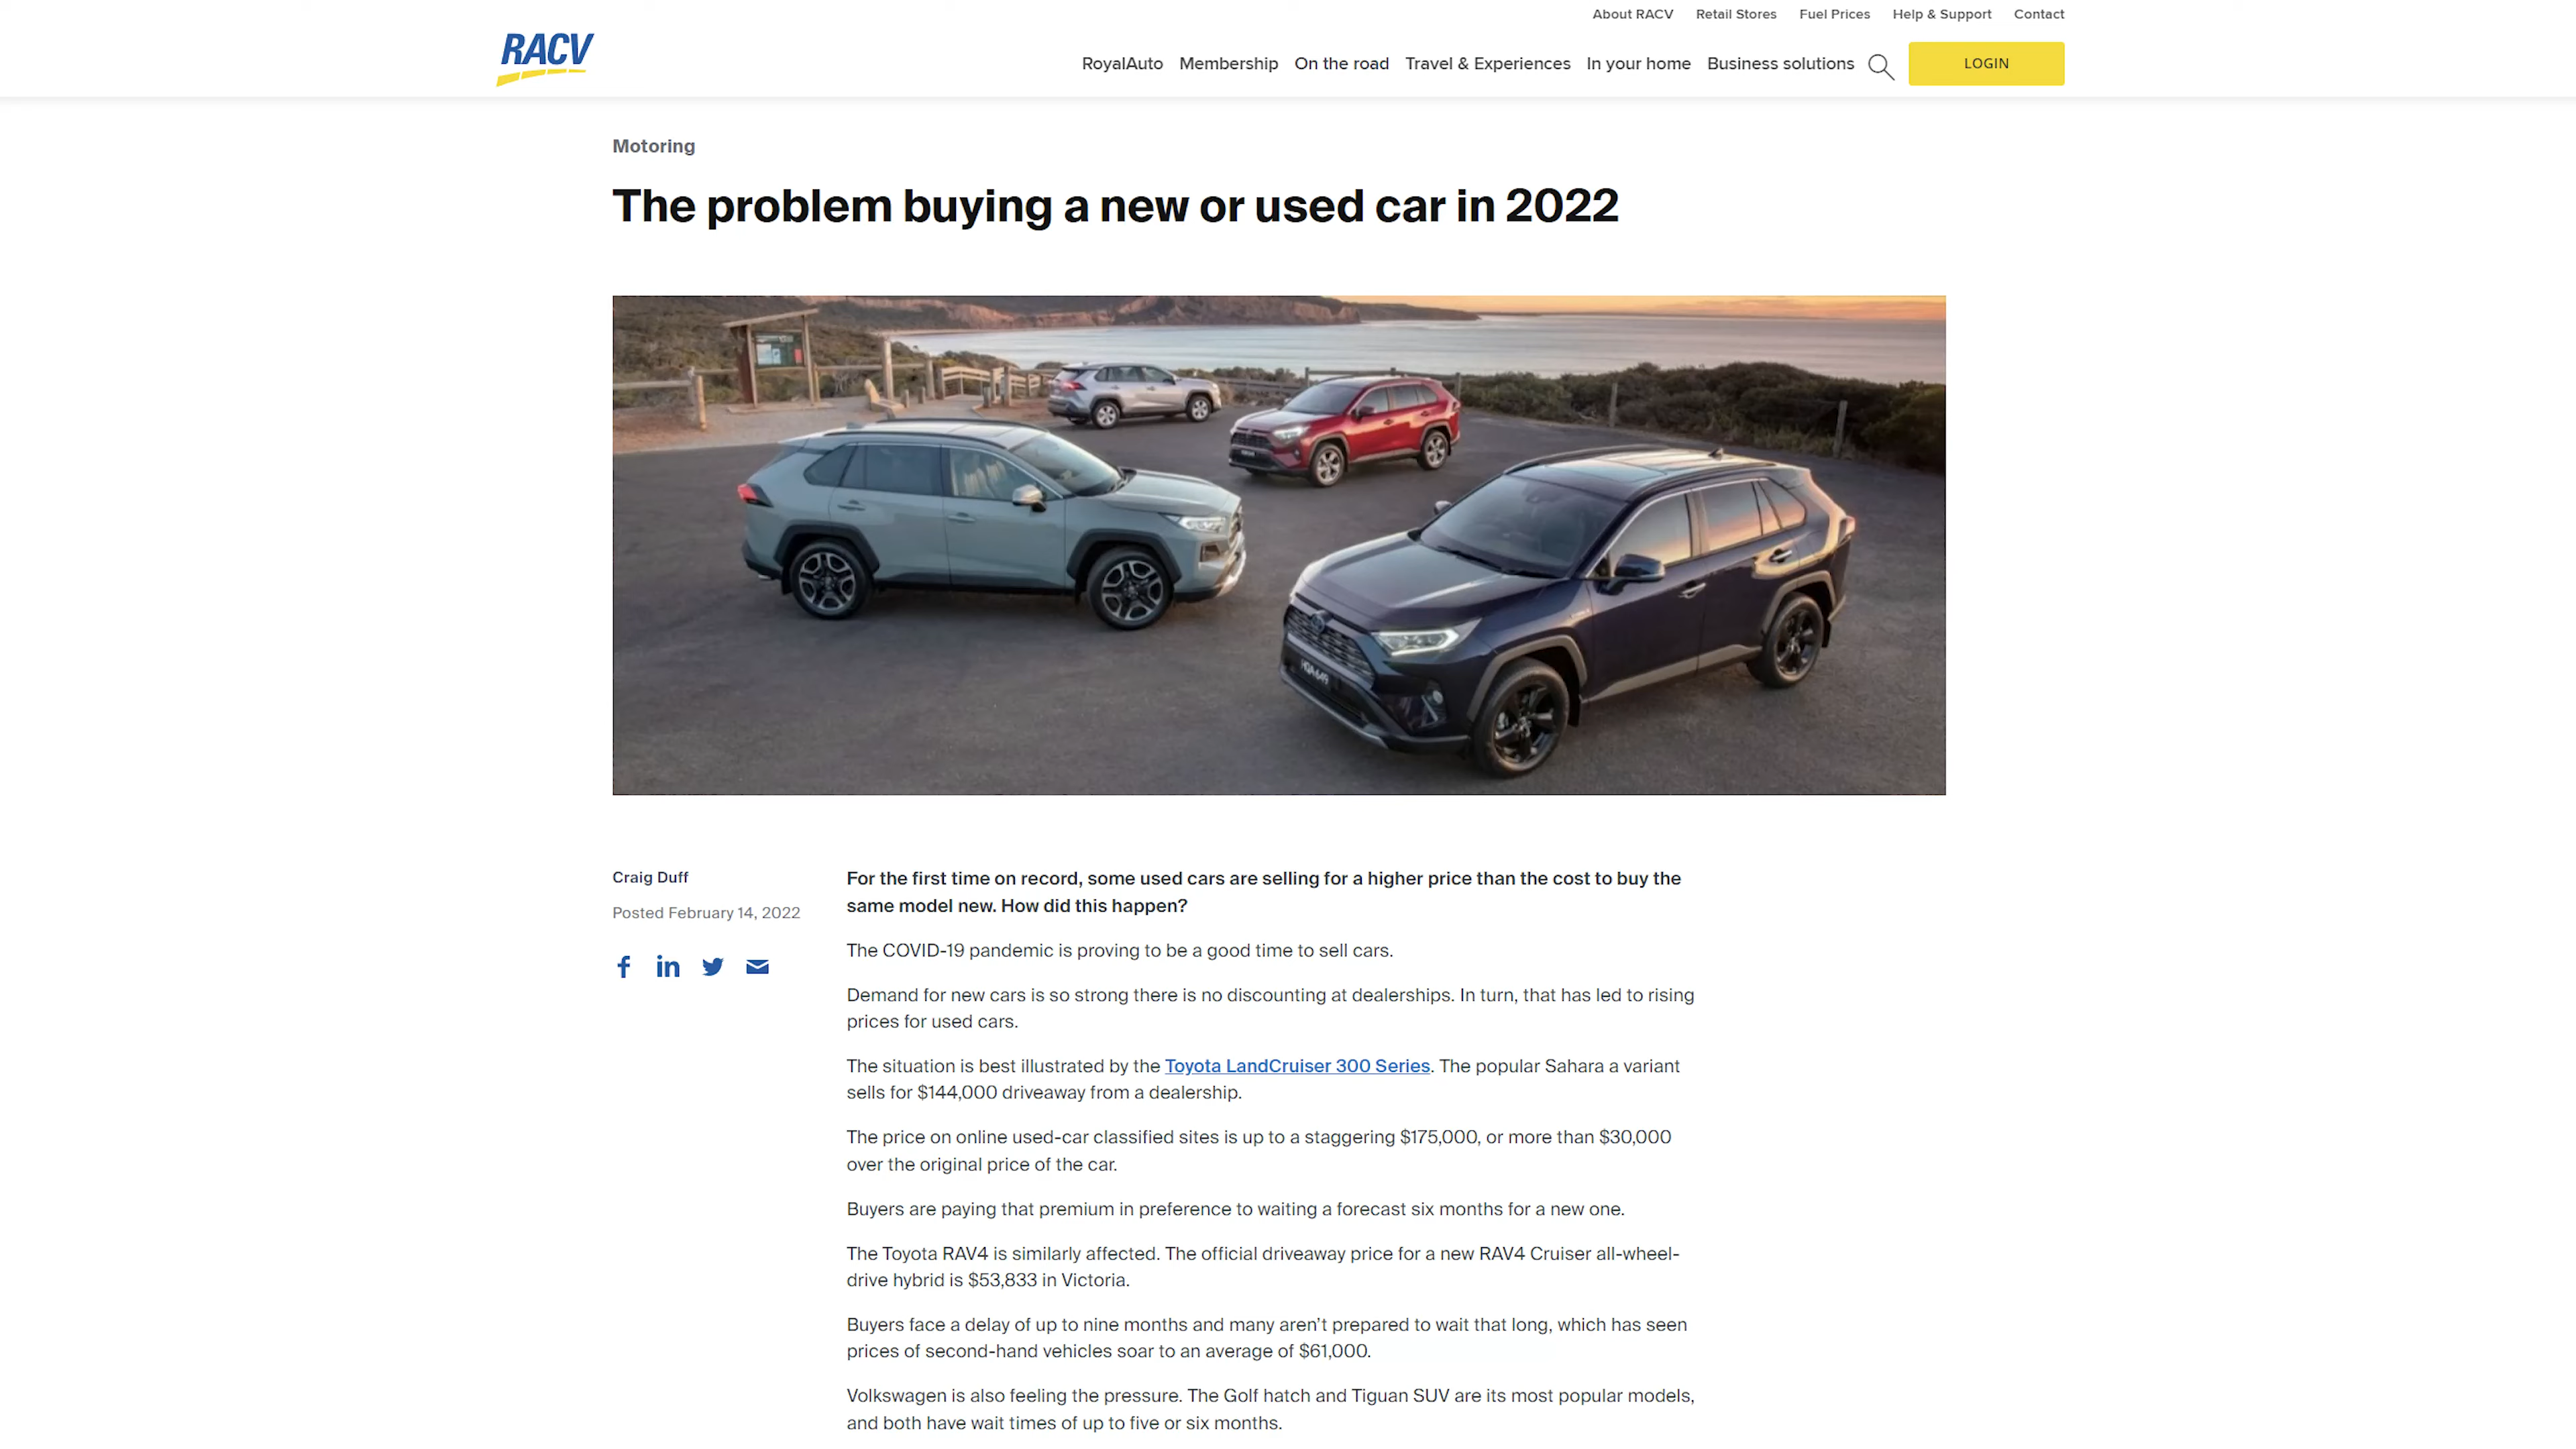 About RACV Retail Stores Fuel Prices Help & Support Contact
RACV
RoyalAuto Membership On the road Travel & Experiences In your home Business solutions LOGIN
Motoring
The problem buying a new or used car in 2022
Craig Duff
Posted February 14, 2022
For the first time on record, some used cars are selling for a higher price than the cost to buy the
same model new. How did this happen?
The COVID-19 pandemic is proving to be a good time to sell cars.
Demand for new cars is so strong there is no discounting at dealerships. In turn, that has led to rising
prices for used cars.
The situation is best illustrated by the Toyota LandCruiser 300 Series. The popular Sahara a variant
sells for $144,000 driveaway from a dealership.
The price on online used-car classified sites is up to a staggering $175,000, or more than $30,000
over the original price of the car.
Buyers are paying that premium in preference to waiting a forecast six months for a new one.
The Toyota RAV4 is similarly affected. The official driveaway price for a new RAV4 Cruiser all-wheel-
drive hybrid is $53,833 in Victoria.
Buyers face a delay of up to nine months and many aren't prepared to wait that long, which has seen
prices of second-hand vehicles soar to an average of $61,000.
Volkswagen is also feeling the pressure. The Golf hatch and Tiguan SUV are its most popular models,
and both have wait times of up to five or six months.